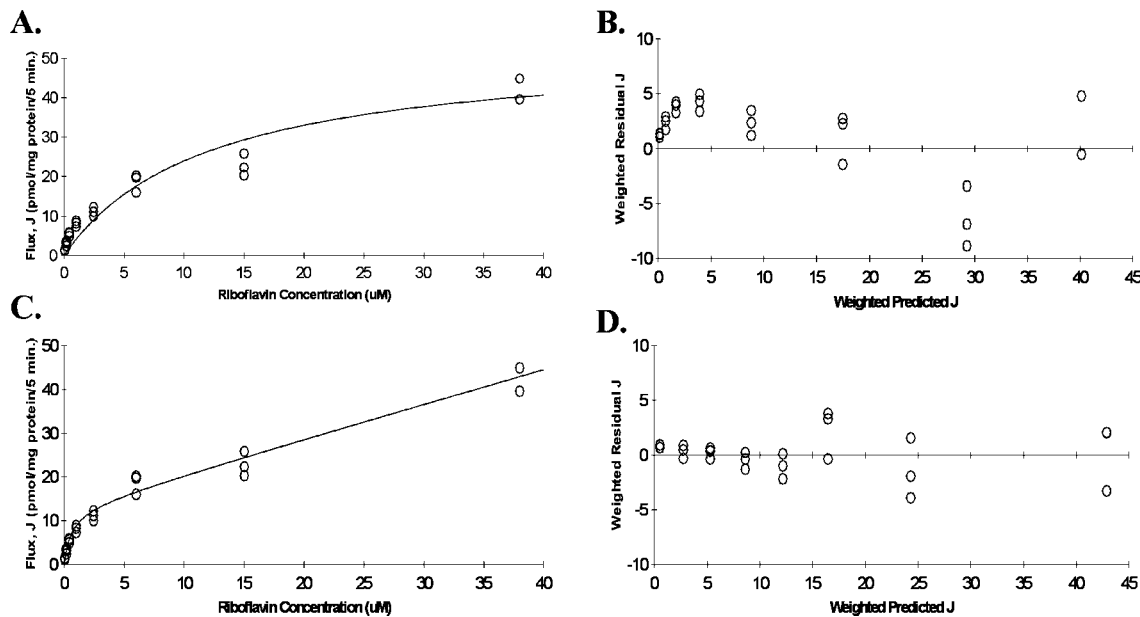 A.
B.
50
40
30
20
10
0
Flux, J (pmol/mg protein/5 min.)
0 5 10 15 20 25 30 35 40
Riboflavin Concentration (uM)
10
5
0
-5
-10
Weighted Residual J
0 5 10 15 20 25 30 35 40 45
Weighted Predicted J
C.
D.
50
40
30
20
10
0
Flux, J (pmol/mg protein/5 min.)
0 5 10 15 20 25 30 35 40
Riboflavin Concentration (uM)
10
5
0
-5
-10
Weighted Residual J
0 5 10 15 20 25 30 35 40 45
Weighted Predicted J